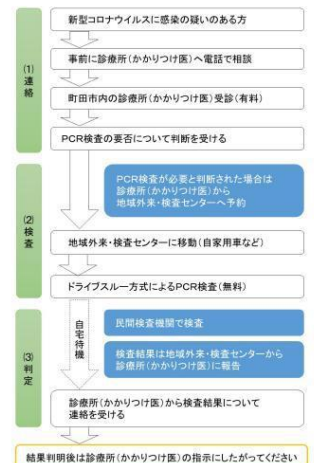 新型コロナウイルスに感染の疑いのある方
(1)
連絡
事前に診療所(かかりつけ医)へ電話で相談
町田市内の診療所(かかりつけ医)受診(有料)
PCR検査の要否について判断を受ける
PCR検査が必要と判断された場合は
診療所(かかりつけ医)から
地域外来・検査センターへ予約
(2)
検査
地域外来・検査センターに移動(自家用車など)
ドライブスルー方式によるPCR検査(無料)
自宅待機
民間検査機関で検査
(3)
判定
検査結果は地域外来・検査センターから
診療所(かかりつけ医)に報告
診療所(かかりつけ医)から検査結果について
連絡を受ける
結果判明後は診療所(かかりつけ医)の指示にしたがってください